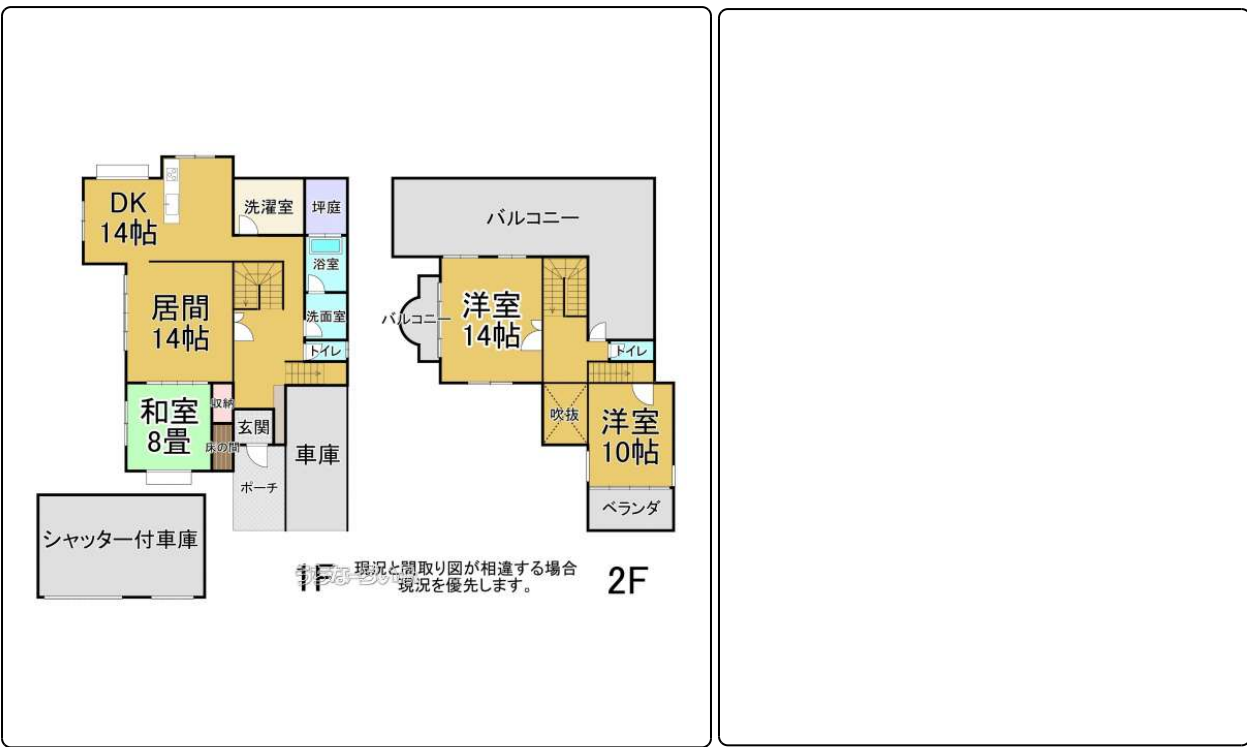 DK
14帖
洗濯室
坪庭
浴室
居間
14帖
洗面室
トイレ
和室
8畳
収納
床の間
玄関
車庫
ポーチ
シャッター付車庫
1F
バルコニー
バルコニー
洋室
14帖
トイレ
吹抜
洋室
10帖
ベランダ
現況と間取り図が相違する場合
現況を優先します。
2F